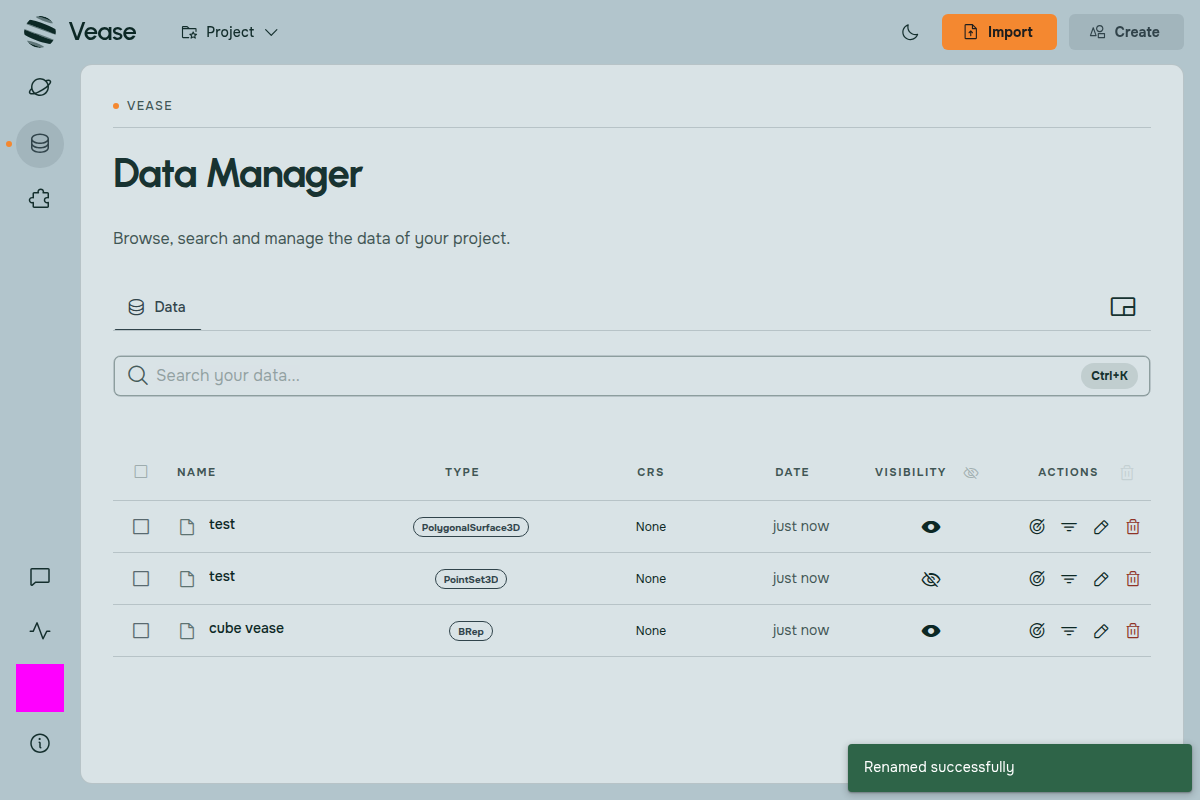 Vease
Project
Import
Create
VEASE
Data Manager
Browse, search and manage the data of your project.
Data
Search your data...
Ctrl+K
NAME TYPE CRS DATE VISIBILITY ACTIONS
test PolygonalSurface3D None just now
test PointSet3D None just now
cube vease BRep None just now
Renamed successfully